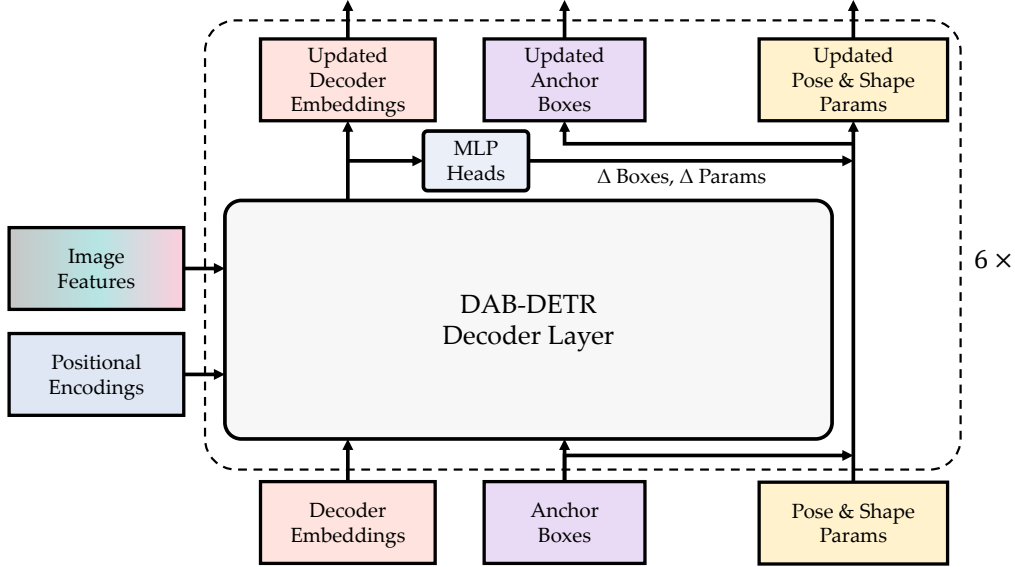 Updated
Decoder
Embeddings
Updated
Anchor
Boxes
Updated
Pose & Shape
Params
MLP
Heads
Δ Boxes, Δ Params
Image
Features
6 ×
DAB-DETR
Decoder Layer
Positional
Encodings
Decoder
Embeddings
Anchor
Boxes
Pose & Shape
Params